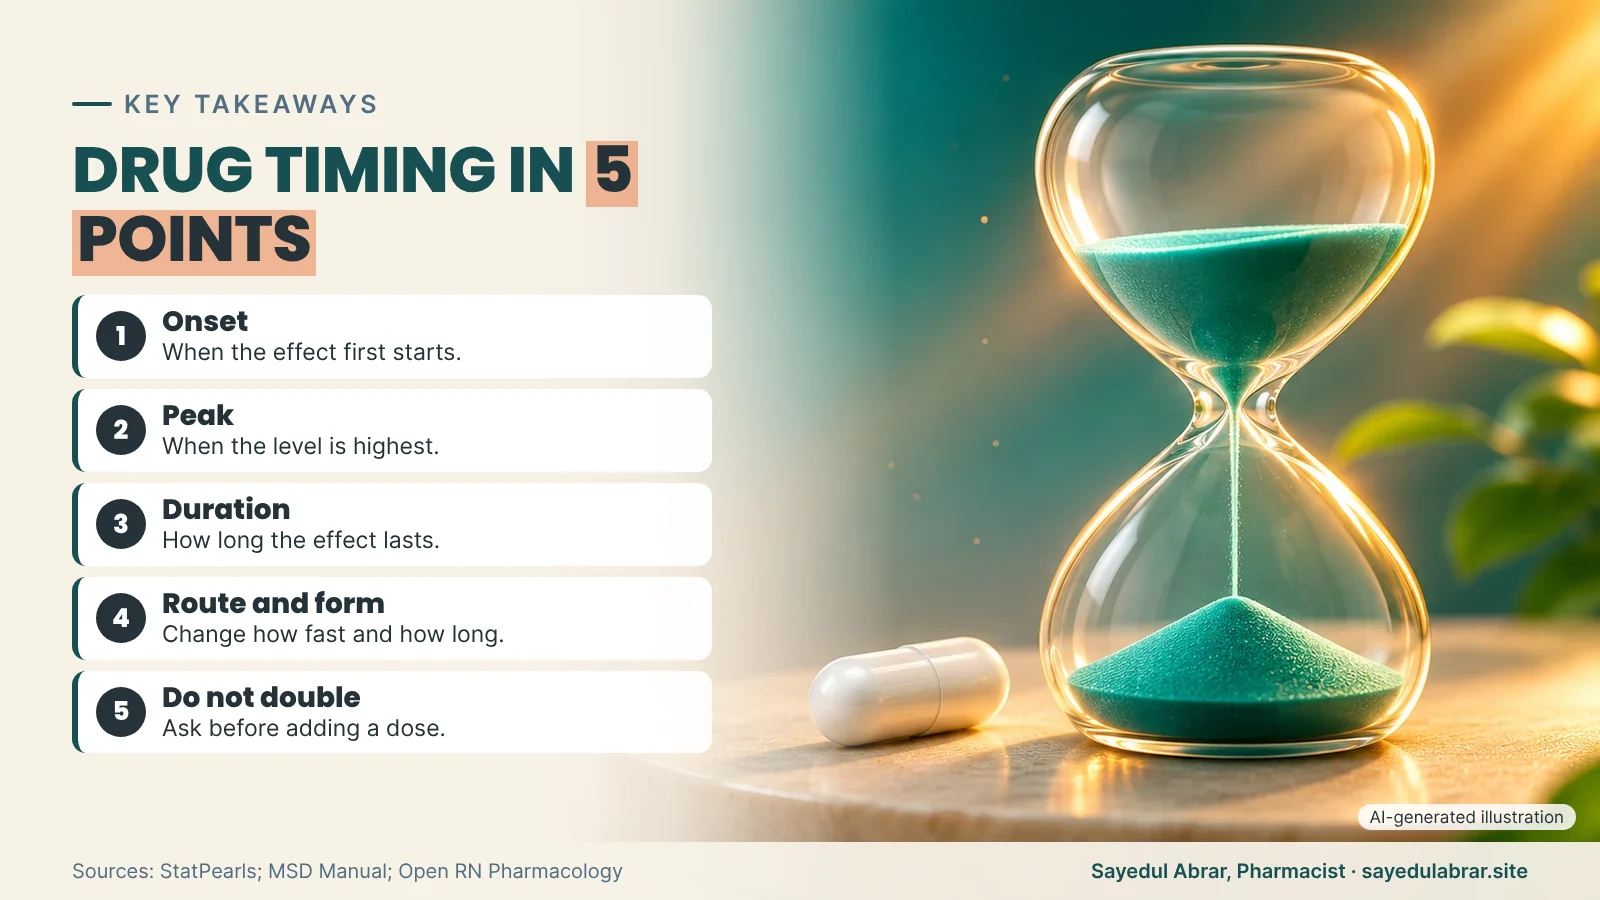 KEY TAKEAWAYS
DRUG TIMING IN 5
POINTS
1
Onset
When the effect first starts.
2
Peak
When the level is highest.
3
Duration
How long the effect lasts.
4
Route and form
Change how fast and how long.
5
Do not double
Ask before adding a dose.
AI-generated illustration
Sources: StatPearls; MSD Manual; Open RN Pharmacology
Sayedul Abrar, Pharmacist · sayedulabrar.site